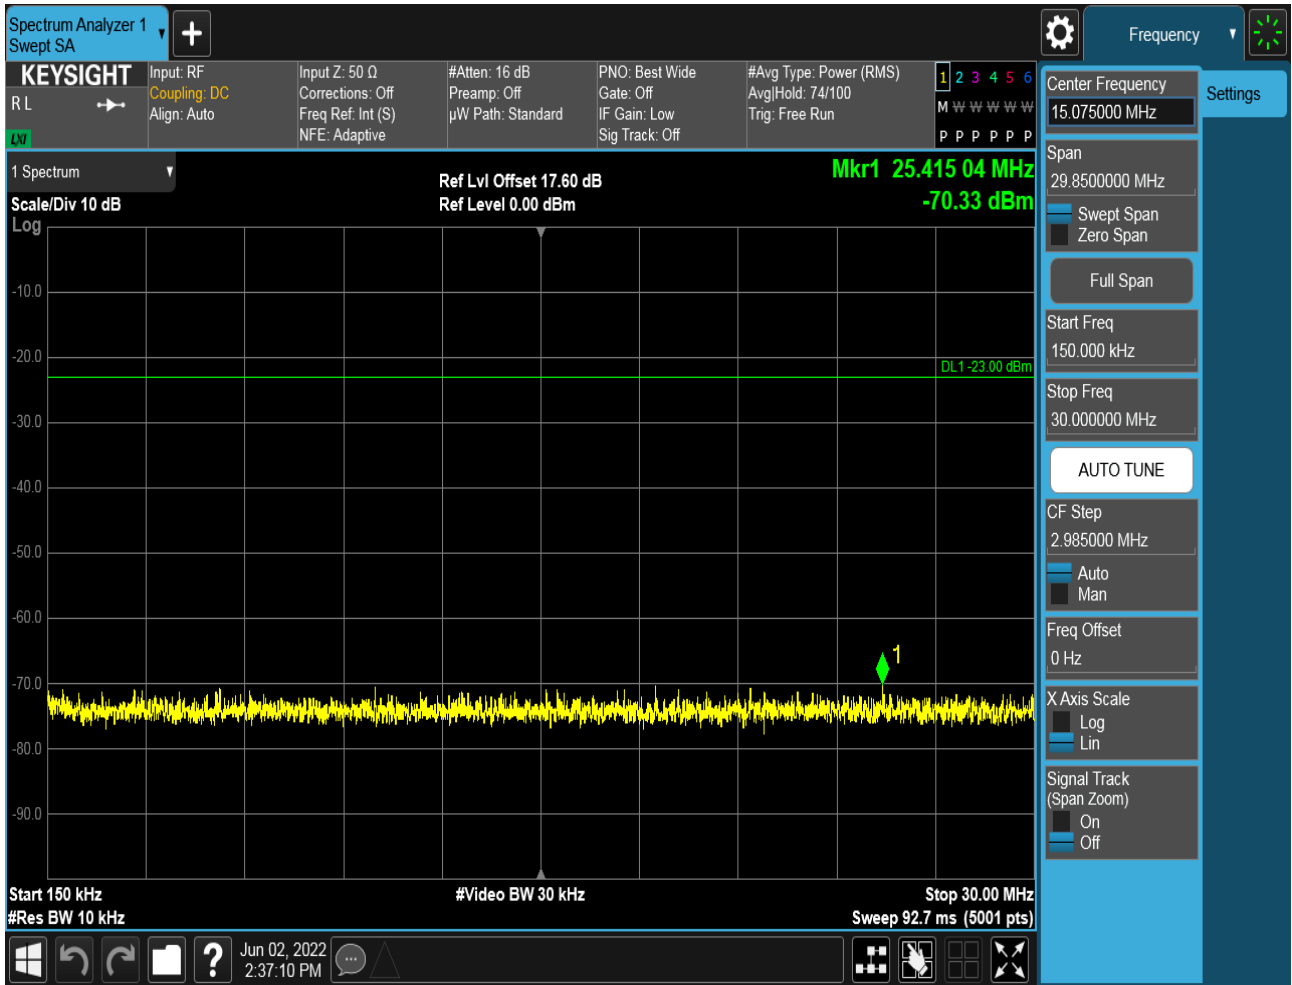 Spectrum Analyzer 1
Swept SA
Frequency
KEYSIGHT
R L
LXI
Input: RF
Coupling: DC
Align: Auto
Input Z: 50 Ω
Corrections: Off
Freq Ref: Int (S)
NFE: Adaptive
#Atten: 16 dB
Preamp: Off
µW Path: Standard
PNO: Best Wide
Gate: Off
IF Gain: Low
Sig Track: Off
#Avg Type: Power (RMS)
Avg|Hold: 74/100
Trig: Free Run
1 2 3 4 5 6
M W W W W W
P P P P P P
1 Spectrum
Scale/Div 10 dB
Log
Ref Lvl Offset 17.60 dB
Ref Level 0.00 dBm
Mkr1 25.415 04 MHz
-70.33 dBm
-10.0
-20.0
DL1 -23.00 dBm
-30.0
-40.0
-50.0
-60.0
1
-70.0
-80.0
-90.0
Start 150 kHz
#Res BW 10 kHz
#Video BW 30 kHz
Stop 30.00 MHz
Sweep 92.7 ms (5001 pts)
Jun 02, 2022
2:37:10 PM
Center Frequency
15.075000 MHz
Settings
Span
29.8500000 MHz
Swept Span
Zero Span
Full Span
Start Freq
150.000 kHz
Stop Freq
30.000000 MHz
AUTO TUNE
CF Step
2.985000 MHz
Auto
Man
Freq Offset
0 Hz
X Axis Scale
Log
Lin
Signal Track
(Span Zoom)
On
Off